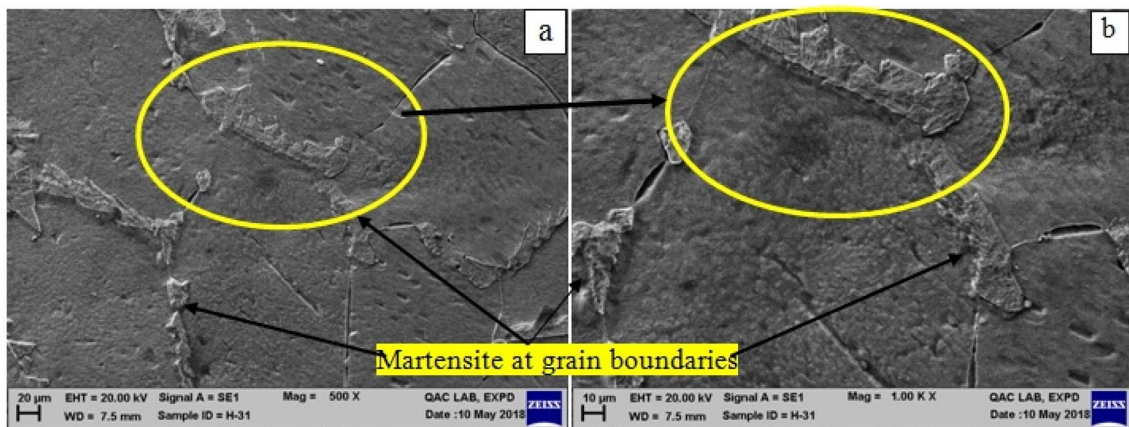 a
b
Martensite at grain boundaries
20 µm EHT = 20.00 kV Signal A = SE1 Mag = 500 X QAC LAB, EXPD
WD = 7.5 mm Sample ID = H-31 Date :10 May 2018
ZEISS
10 µm EHT = 20.00 kV Signal A = SE1 Mag = 1.00 K X QAC LAB, EXPD
WD = 7.5 mm Sample ID = H-31 Date :10 May 2018
ZEISS